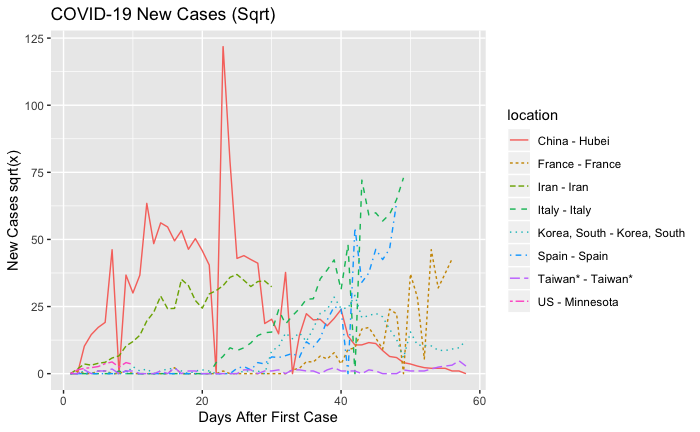 COVID-19 New Cases (Sqrt)
125
100
75
50
25
0
New Cases sqrt(x)
0
20
40
60
Days After First Case
location
China - Hubei
France - France
Iran - Iran
Italy - Italy
Korea, South - Korea, South
Spain - Spain
Taiwan* - Taiwan*
US - Minnesota